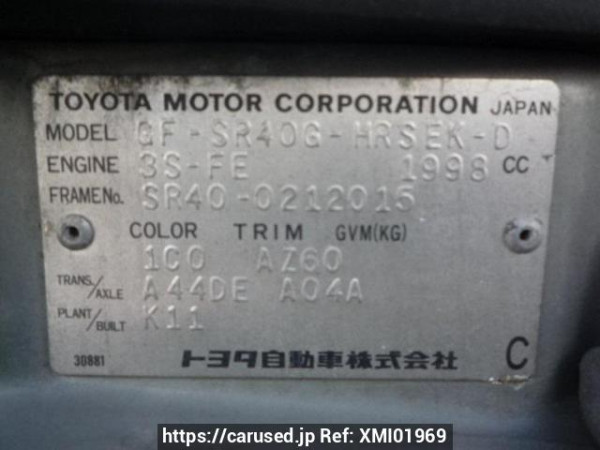 TOYOTA MOTOR CORPORATION JAPAN
MODEL GF-SR40G-HRSEK-D
ENGINE 3S-FE 1998 CC
FRAME No. SR40-0212015
COLOR TRIM GVM(KG)
1C0 AZ60
TRANS./AXLE A44DE A04A
PLANT/BUILT K11
30881 トヨタ自動車株式会社 C
https://carused.jp Ref: XMI01969